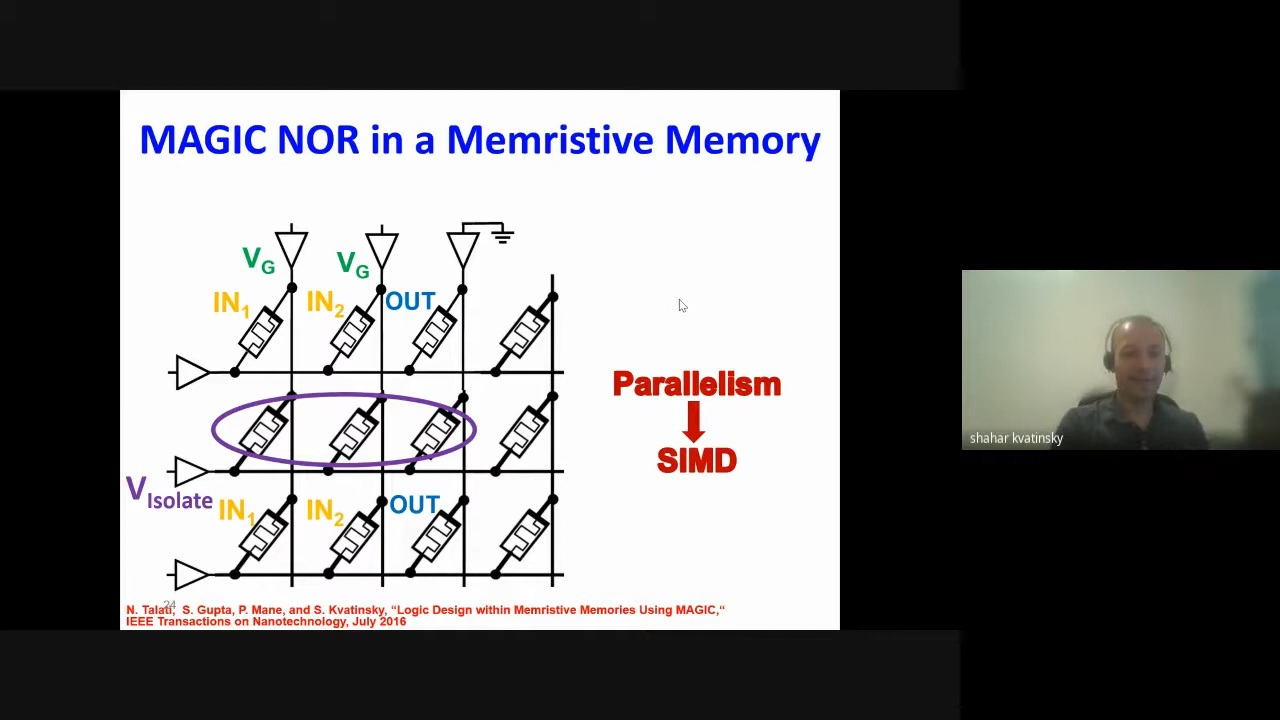 MAGIC NOR in a Memristive Memory
VG VG
IN1 IN2 OUT
Parallelism
SIMD
VIsolate
IN1 IN2 OUT
24
N. Talati, S. Gupta, P. Mane, and S. Kvatinsky, “Logic Design within Memristive Memories Using MAGIC,“
IEEE Transactions on Nanotechnology, July 2016
shahar kvatinsky